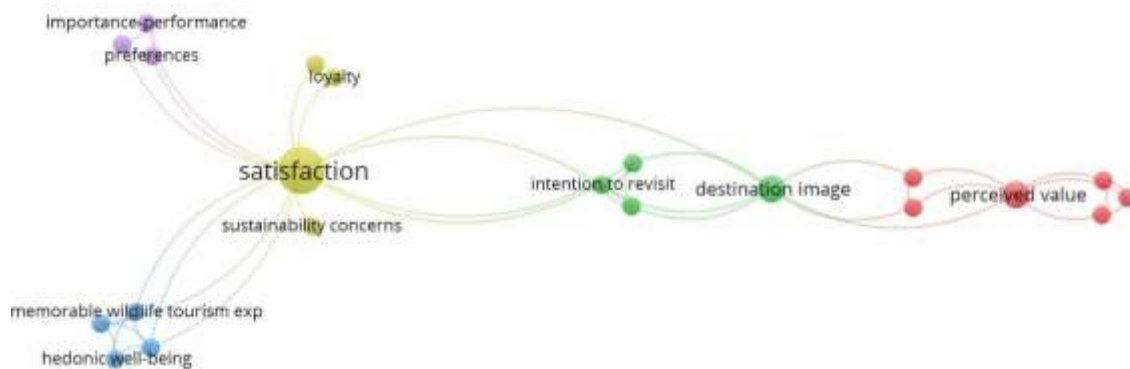 importance-performance
preferences
loyalty
satisfaction
intention to revisit
destination image
perceived value
sustainability concerns
memorable wildlife tourism exp
hedonic well-being